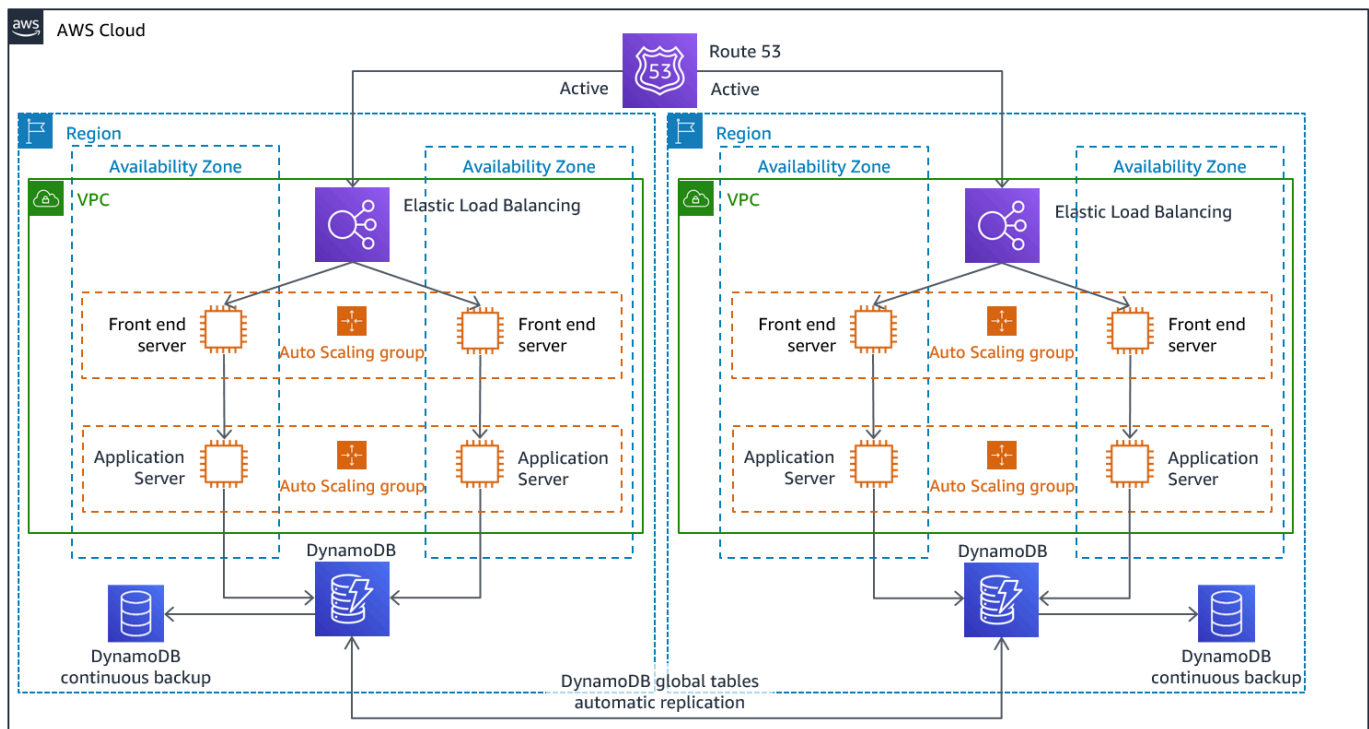 aws
AWS Cloud
Route 53
53
Active
Active
Region
Region
Availability Zone
Availability Zone
Availability Zone
Availability Zone
VPC
Elastic Load Balancing
VPC
Elastic Load Balancing
Front end
server
Auto Scaling group
Front end
server
Front end
server
Auto Scaling group
Front end
server
Application
Server
Auto Scaling group
Application
Server
Application
Server
Auto Scaling group
Application
Server
DynamoDB
DynamoDB
DynamoDB
continuous backup
DynamoDB
continuous backup
DynamoDB global tables
automatic replication